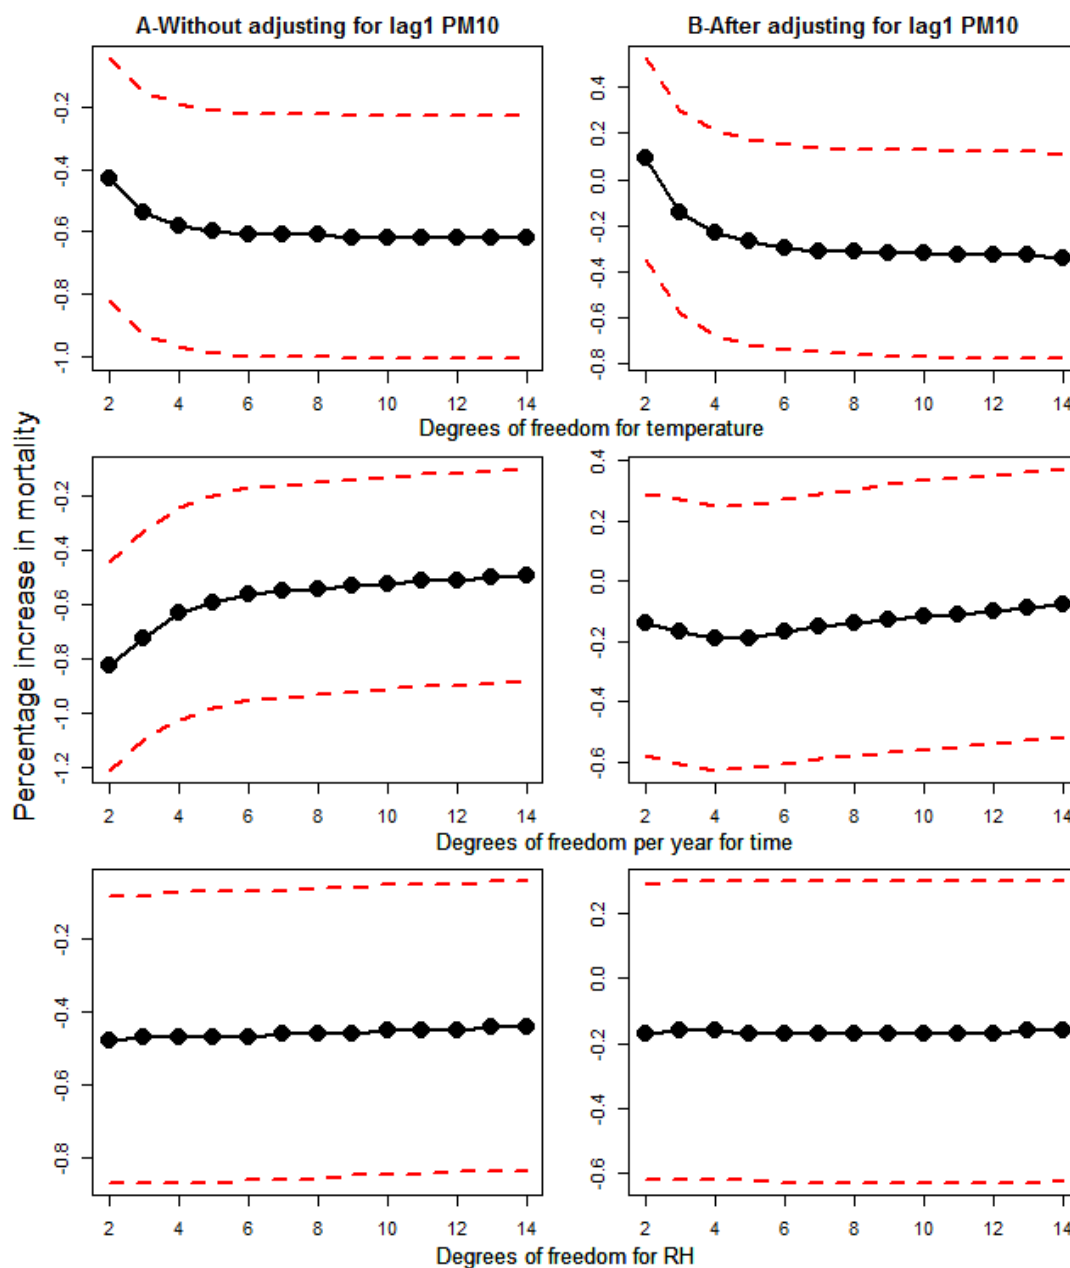 A-Without adjusting for lag1 PM10
B-After adjusting for lag1 PM10
Percentage increase in mortality
-0.2
-0.4
-0.6
-0.8
-1.0
2 4 6 8 10 12 14
0.4
0.2
0.0
-0.2
-0.4
-0.6
-0.8
2 4 6 8 10 12 14
Degrees of freedom for temperature
-0.2
-0.4
-0.6
-0.8
-1.0
-1.2
2 4 6 8 10 12 14
0.4
0.2
0.0
-0.2
-0.4
-0.6
2 4 6 8 10 12 14
Degrees of freedom per year for time
-0.2
-0.4
-0.6
-0.8
2 4 6 8 10 12 14
0.2
0.0
-0.2
-0.4
-0.6
2 4 6 8 10 12 14
Degrees of freedom for RH